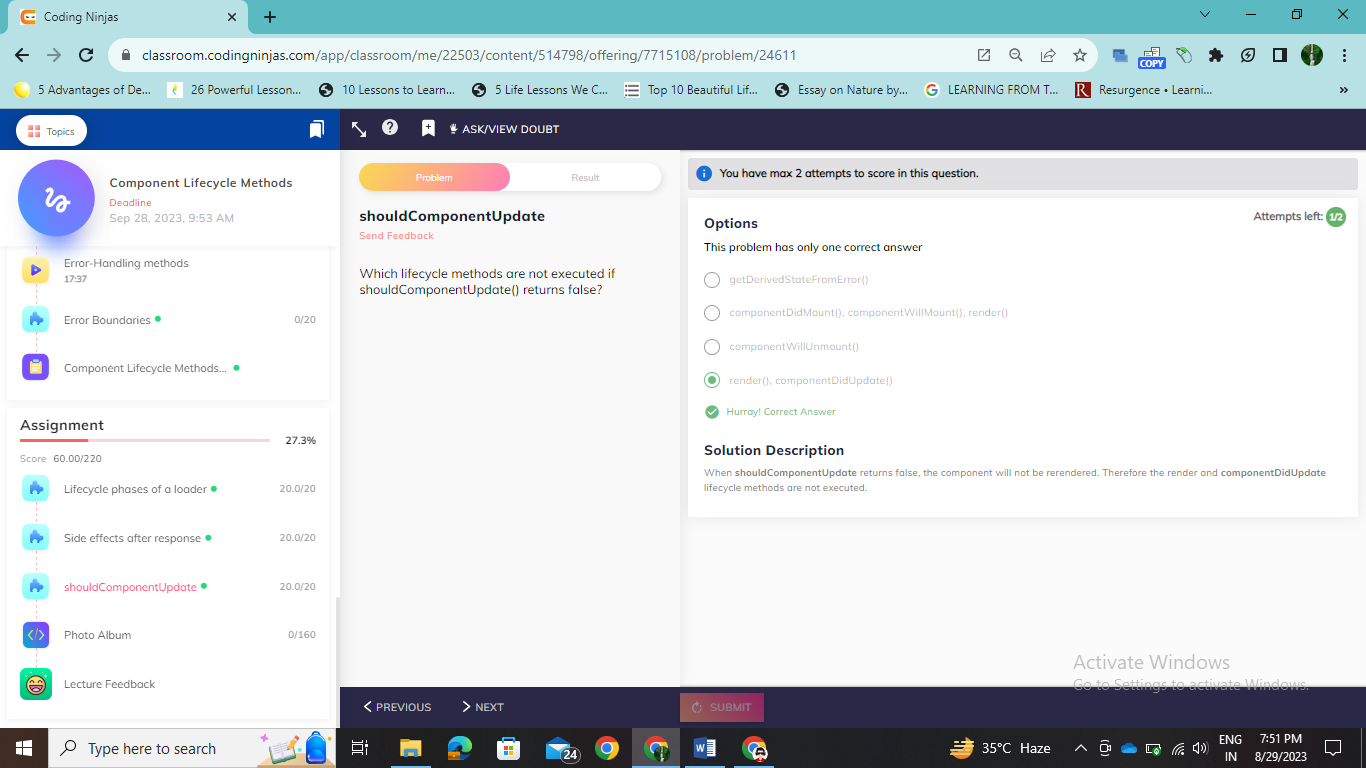 Coding Ninjas
classroom.codingninjas.com/app/classroom/me/22503/content/514798/offering/7715108/problem/24611
COPY
5 Advantages of De...
26 Powerful Lesson...
10 Lessons to Learn...
5 Life Lessons We C...
Top 10 Beautiful Lif...
Essay on Nature by...
LEARNING FROM T...
Resurgence • Learni...
»
Topics
ASK/VIEW DOUBT
Component Lifecycle Methods
Deadline
Sep 28, 2023, 9:53 AM
Error-Handling methods
17:37
Error Boundaries
0/20
Component Lifecycle Methods...
Assignment
27.3%
Score 60.00/220
Lifecycle phases of a loader
20.0/20
Side effects after response
20.0/20
shouldComponentUpdate
20.0/20
Photo Album
0/160
Lecture Feedback
Problem
Result
shouldComponentUpdate
Send Feedback
Which lifecycle methods are not executed if
shouldComponentUpdate() returns false?
You have max 2 attempts to score in this question.
Options
Attempts left: 1/2
This problem has only one correct answer
getDerivedStateFromError()
componentDidMount(), componentWillMount(), render()
componentWillUnmount()
render(), componentDidUpdate()
Hurray! Correct Answer
Solution Description
When shouldComponentUpdate returns false, the component will not be rerendered. Therefore the render and componentDidUpdate
lifecycle methods are not executed.
Activate Windows
Go to Settings to activate Windows.
PREVIOUS
NEXT
SUBMIT
Type here to search
24
35°C Haze
ENG
IN
7:51 PM
8/29/2023